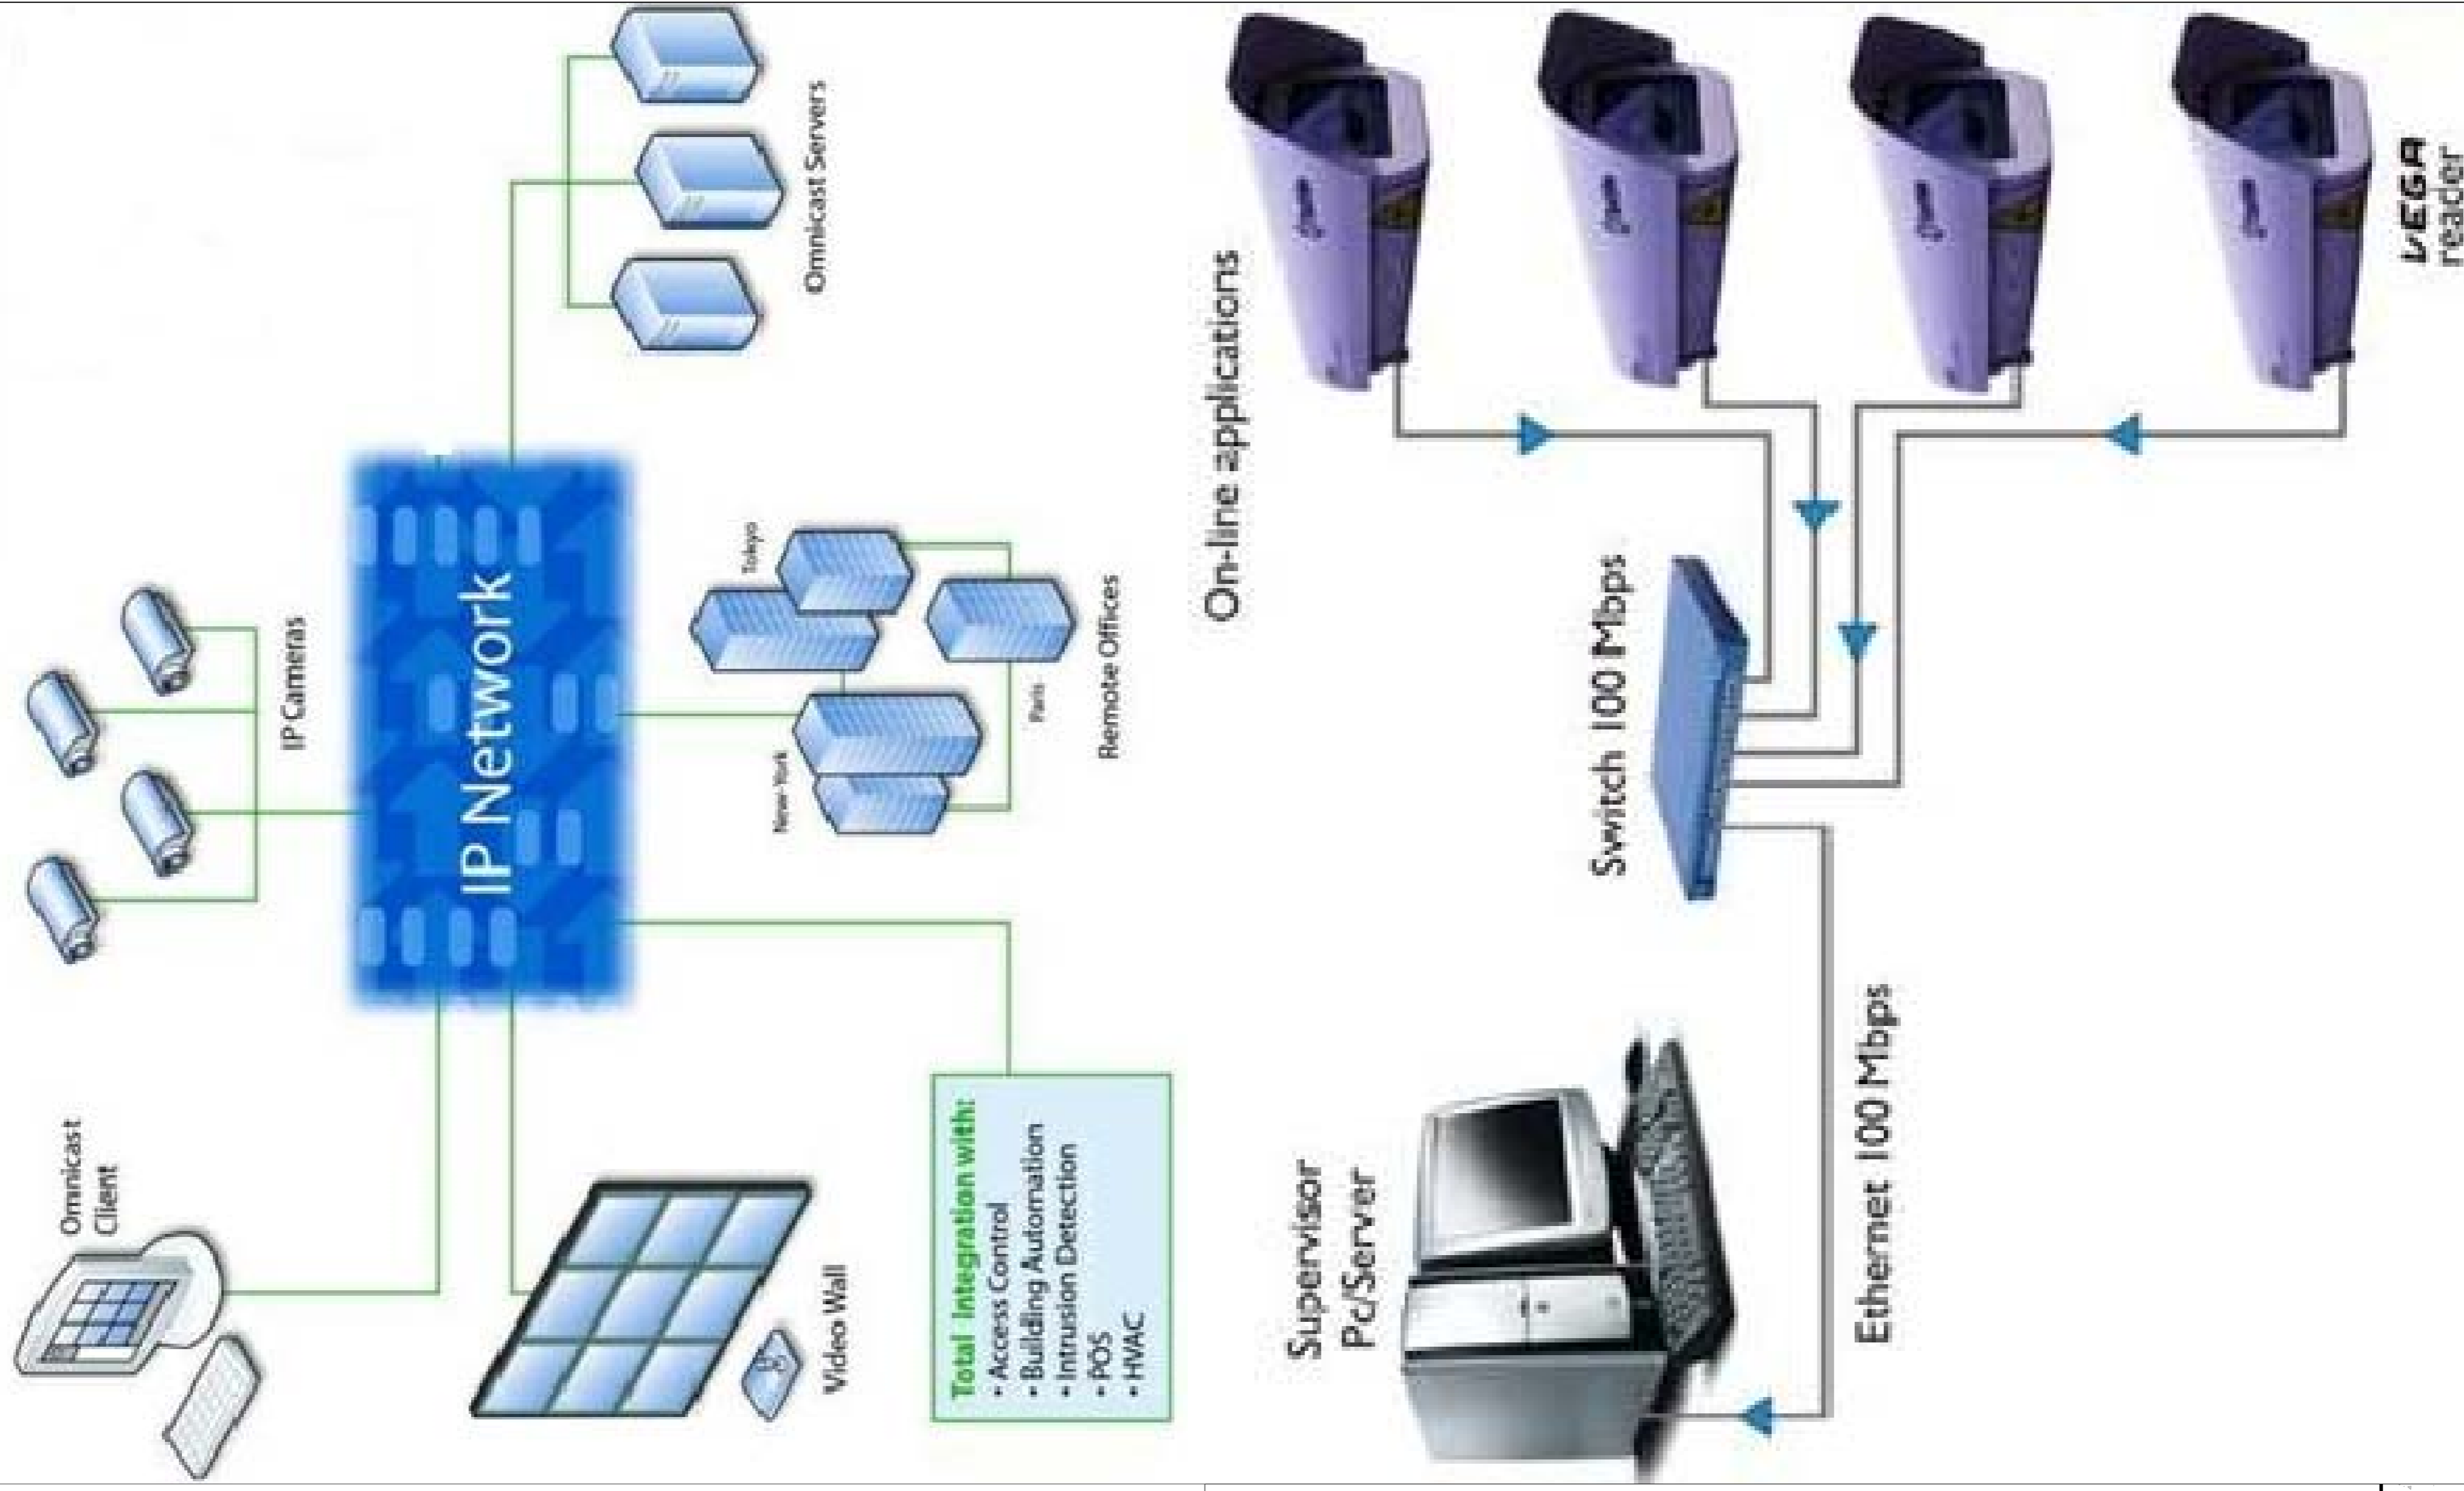 Omnicast
Client
IP Cameras
IP Network
Omnicast Servers
Video Wall
New-York
Tokyo
Paris
Remote Offices
Total Integration with:
• Access Control
• Building Automation
• Intrusion Detection
• POS
• HVAC
On-line applications
Supervisor
Pc/Server
Switch 100 Mbps
Ethernet 100 Mbps
VEGA
reader